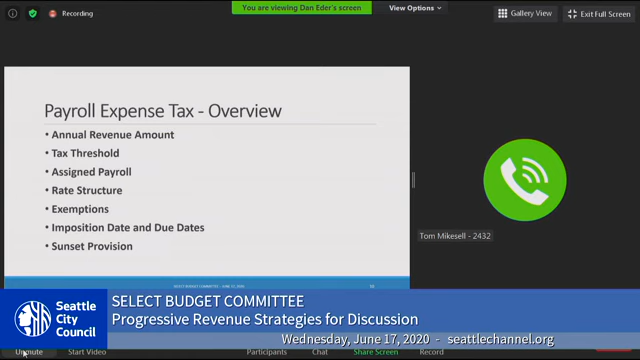 Recording
You are viewing Dan Eder's screen
View Options
Gallery View
Exit Full Screen
Payroll Expense Tax - Overview
• Annual Revenue Amount
• Tax Threshold
• Assigned Payroll
• Rate Structure
• Exemptions
• Imposition Date and Due Dates
• Sunset Provision
Tom Mikesell - 2432
SELECT BUDGET COMMITTEE
Seattle
City
Council
SELECT BUDGET COMMITTEE
Progressive Revenue Strategies for Discussion
Wednesday, June 17, 2020 - seattlechannel.org
Unmute
Start Video
Participants
Chat
Share Screen
Record